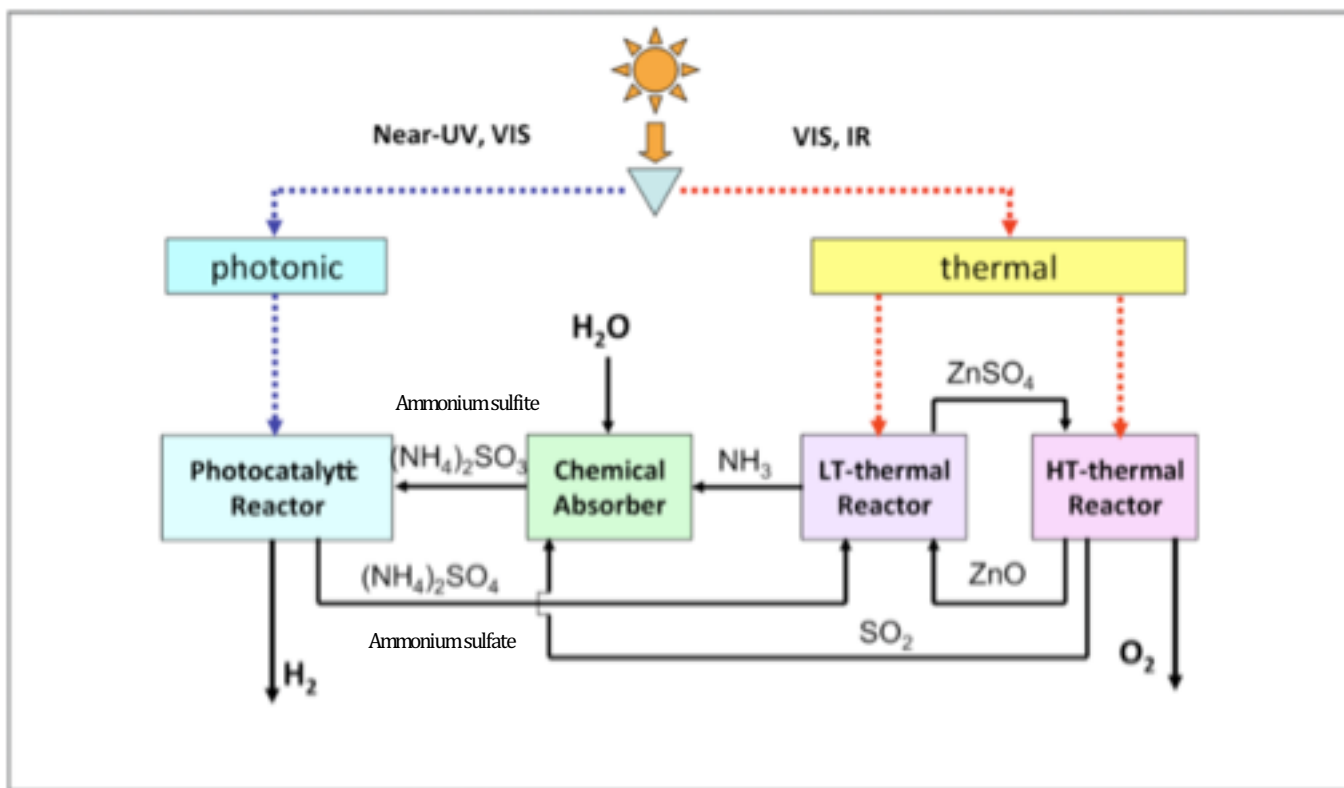 Near-UV, VIS
VIS, IR
photonic
thermal
H₂O
ZnSO₄
Ammonium sulfite
(NH₄)₂SO₃
NH₃
Photocatalytic
Reactor
Chemical
Absorber
LT-thermal
Reactor
HT-thermal
Reactor
(NH₄)₂SO₄
ZnO
Ammonium sulfate
SO₂
H₂
O₂